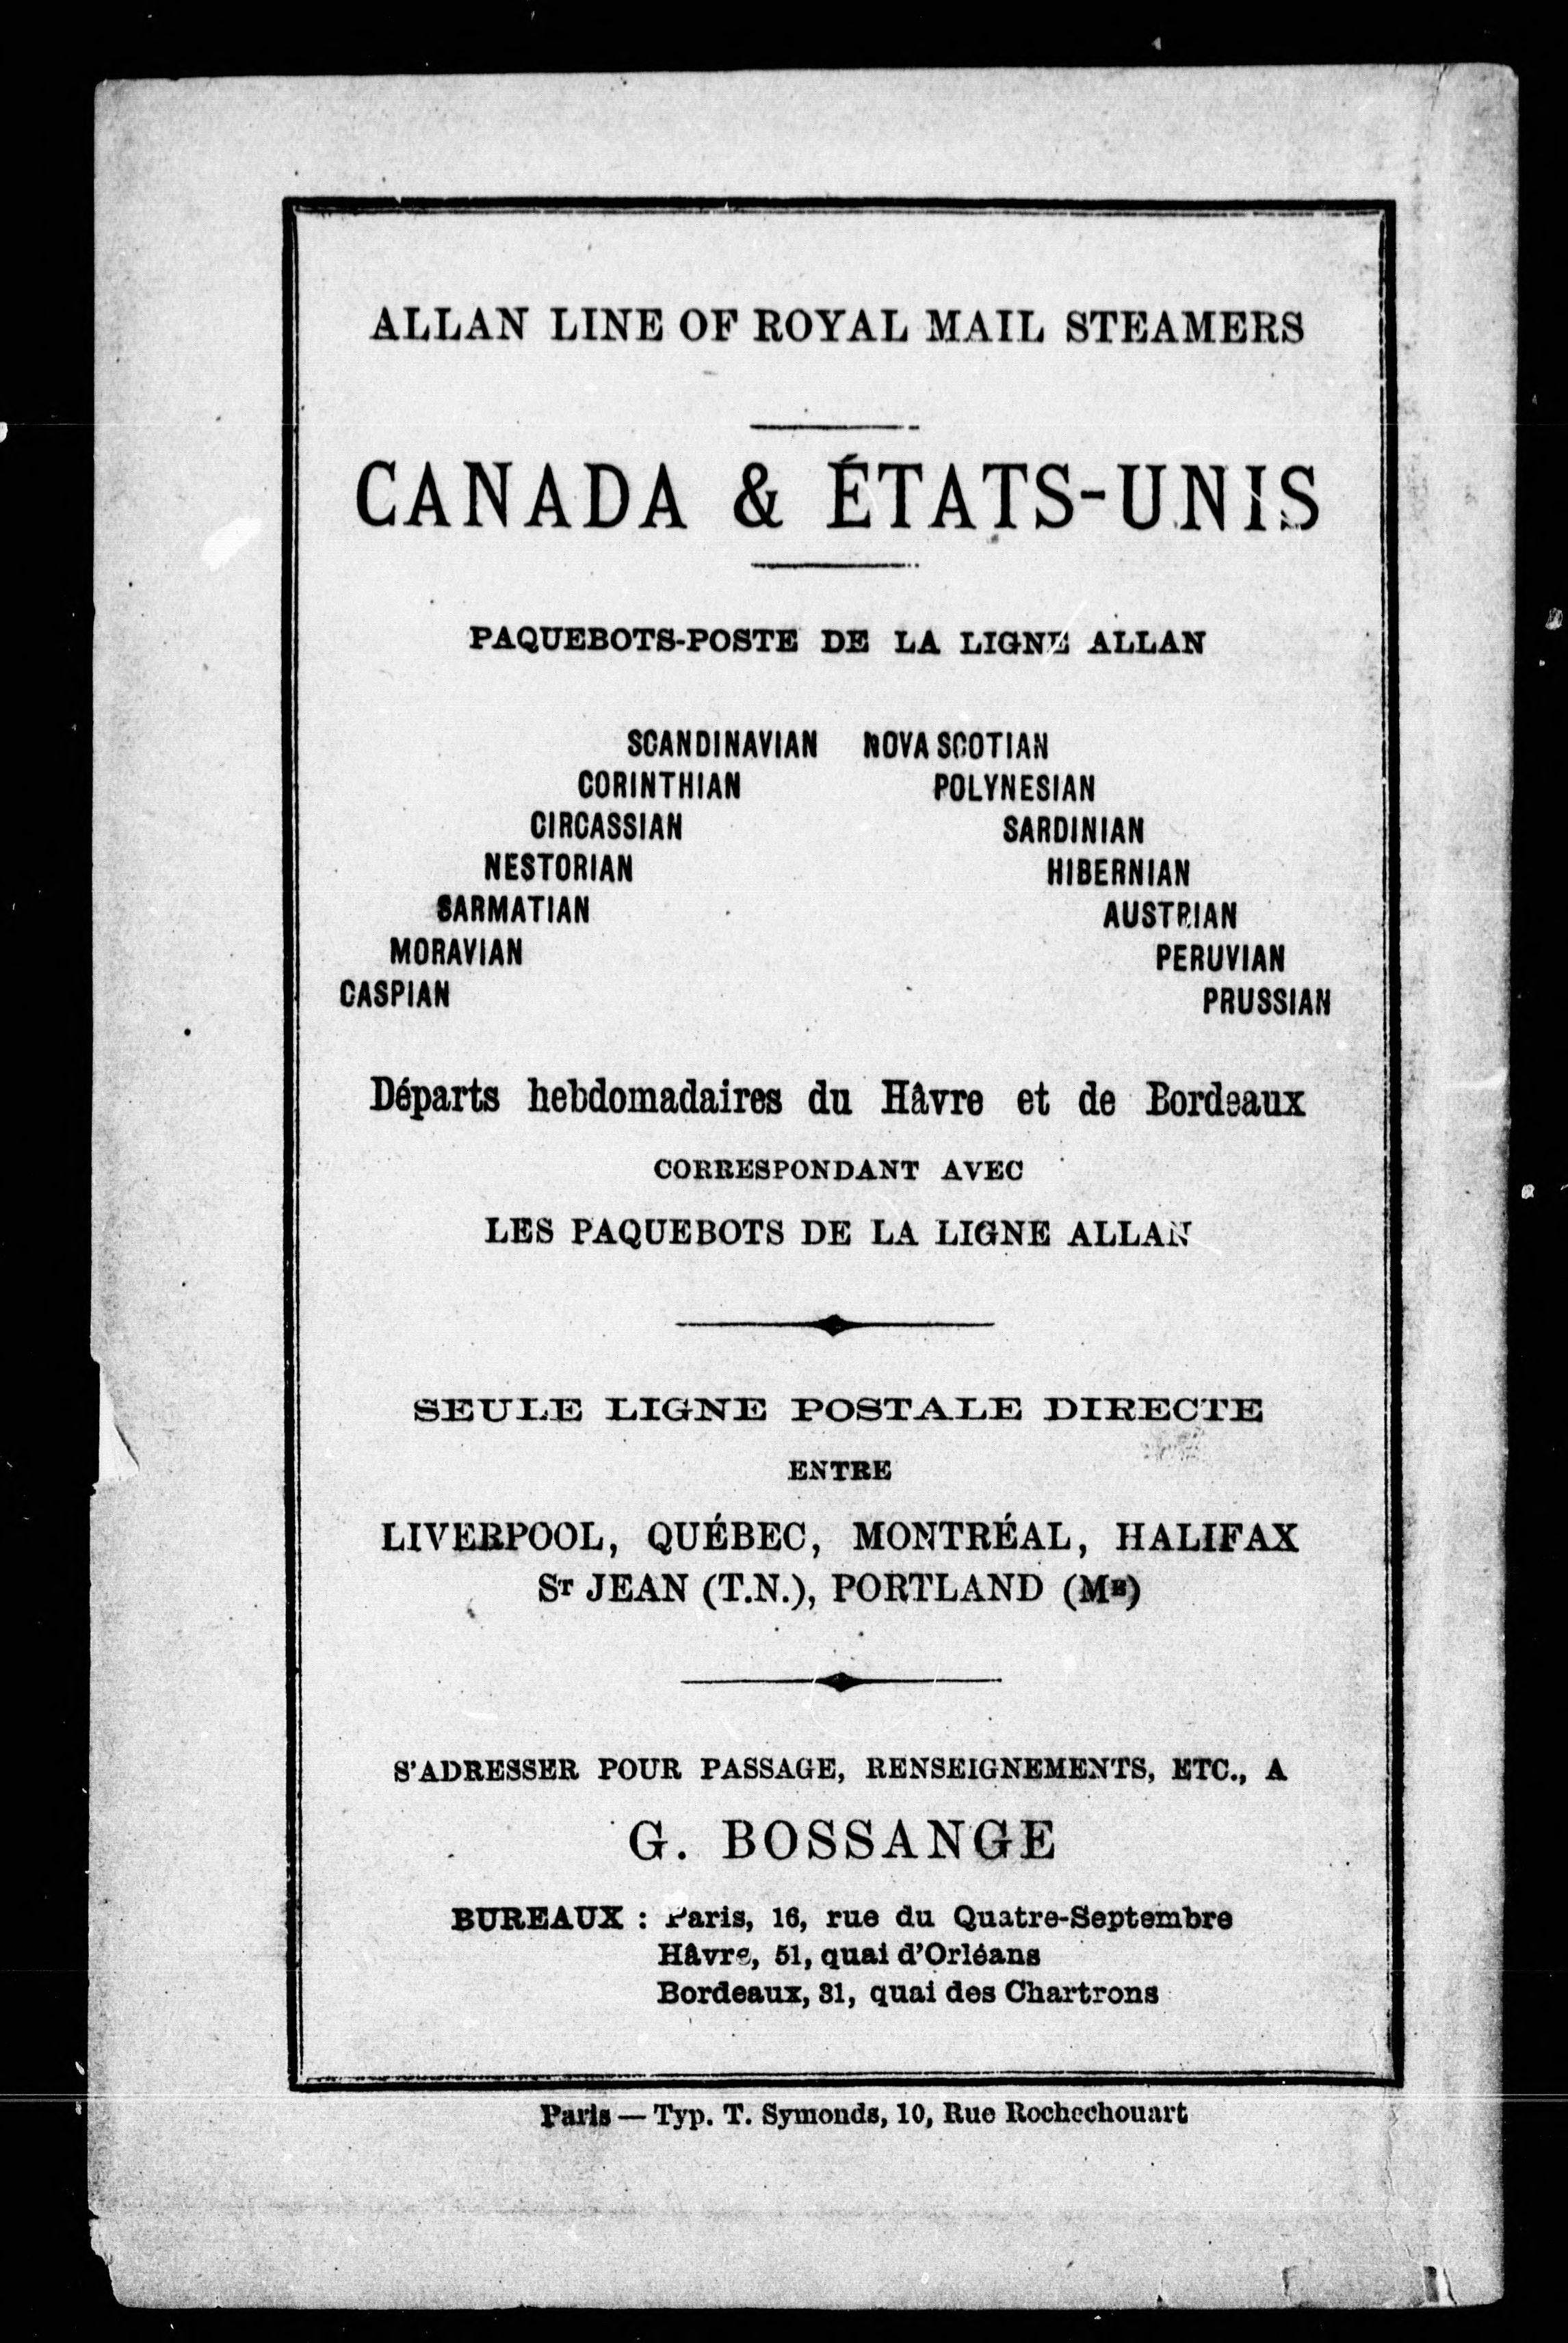 ALLAN LINE OF ROYAL MAIL STEAMERS
CANADA & ÉTATS-UNIS
PAQUEBOTS-POSTE DE LA LIGNE ALLAN
SCANDINAVIAN NOVA SCOTIAN
CORINTHIAN POLYNESIAN
CIRCASSIAN SARDINIAN
NESTORIAN HIBERNIAN
SARMATIAN AUSTRIAN
MORAVIAN PERUVIAN
CASPIAN PRUSSIAN
Départs hebdomadaires du Hâvre et de Bordeaux
CORRESPONDANT AVEC
LES PAQUEBOTS DE LA LIGNE ALLAN
SEULE LIGNE POSTALE DIRECTE
ENTRE
LIVERPOOL, QUÉBEC, MONTRÉAL, HALIFAX
ST JEAN (T.N.), PORTLAND (ME)
S'ADRESSER POUR PASSAGE, RENSEIGNEMENTS, ETC., A
G. BOSSANGE
BUREAUX : Paris, 16, rue du Quatre-Septembre
Hâvre, 51, quai d'Orléans
Bordeaux, 31, quai des Chartrons
Paris — Typ. T. Symonds, 10, Rue Rochechouart